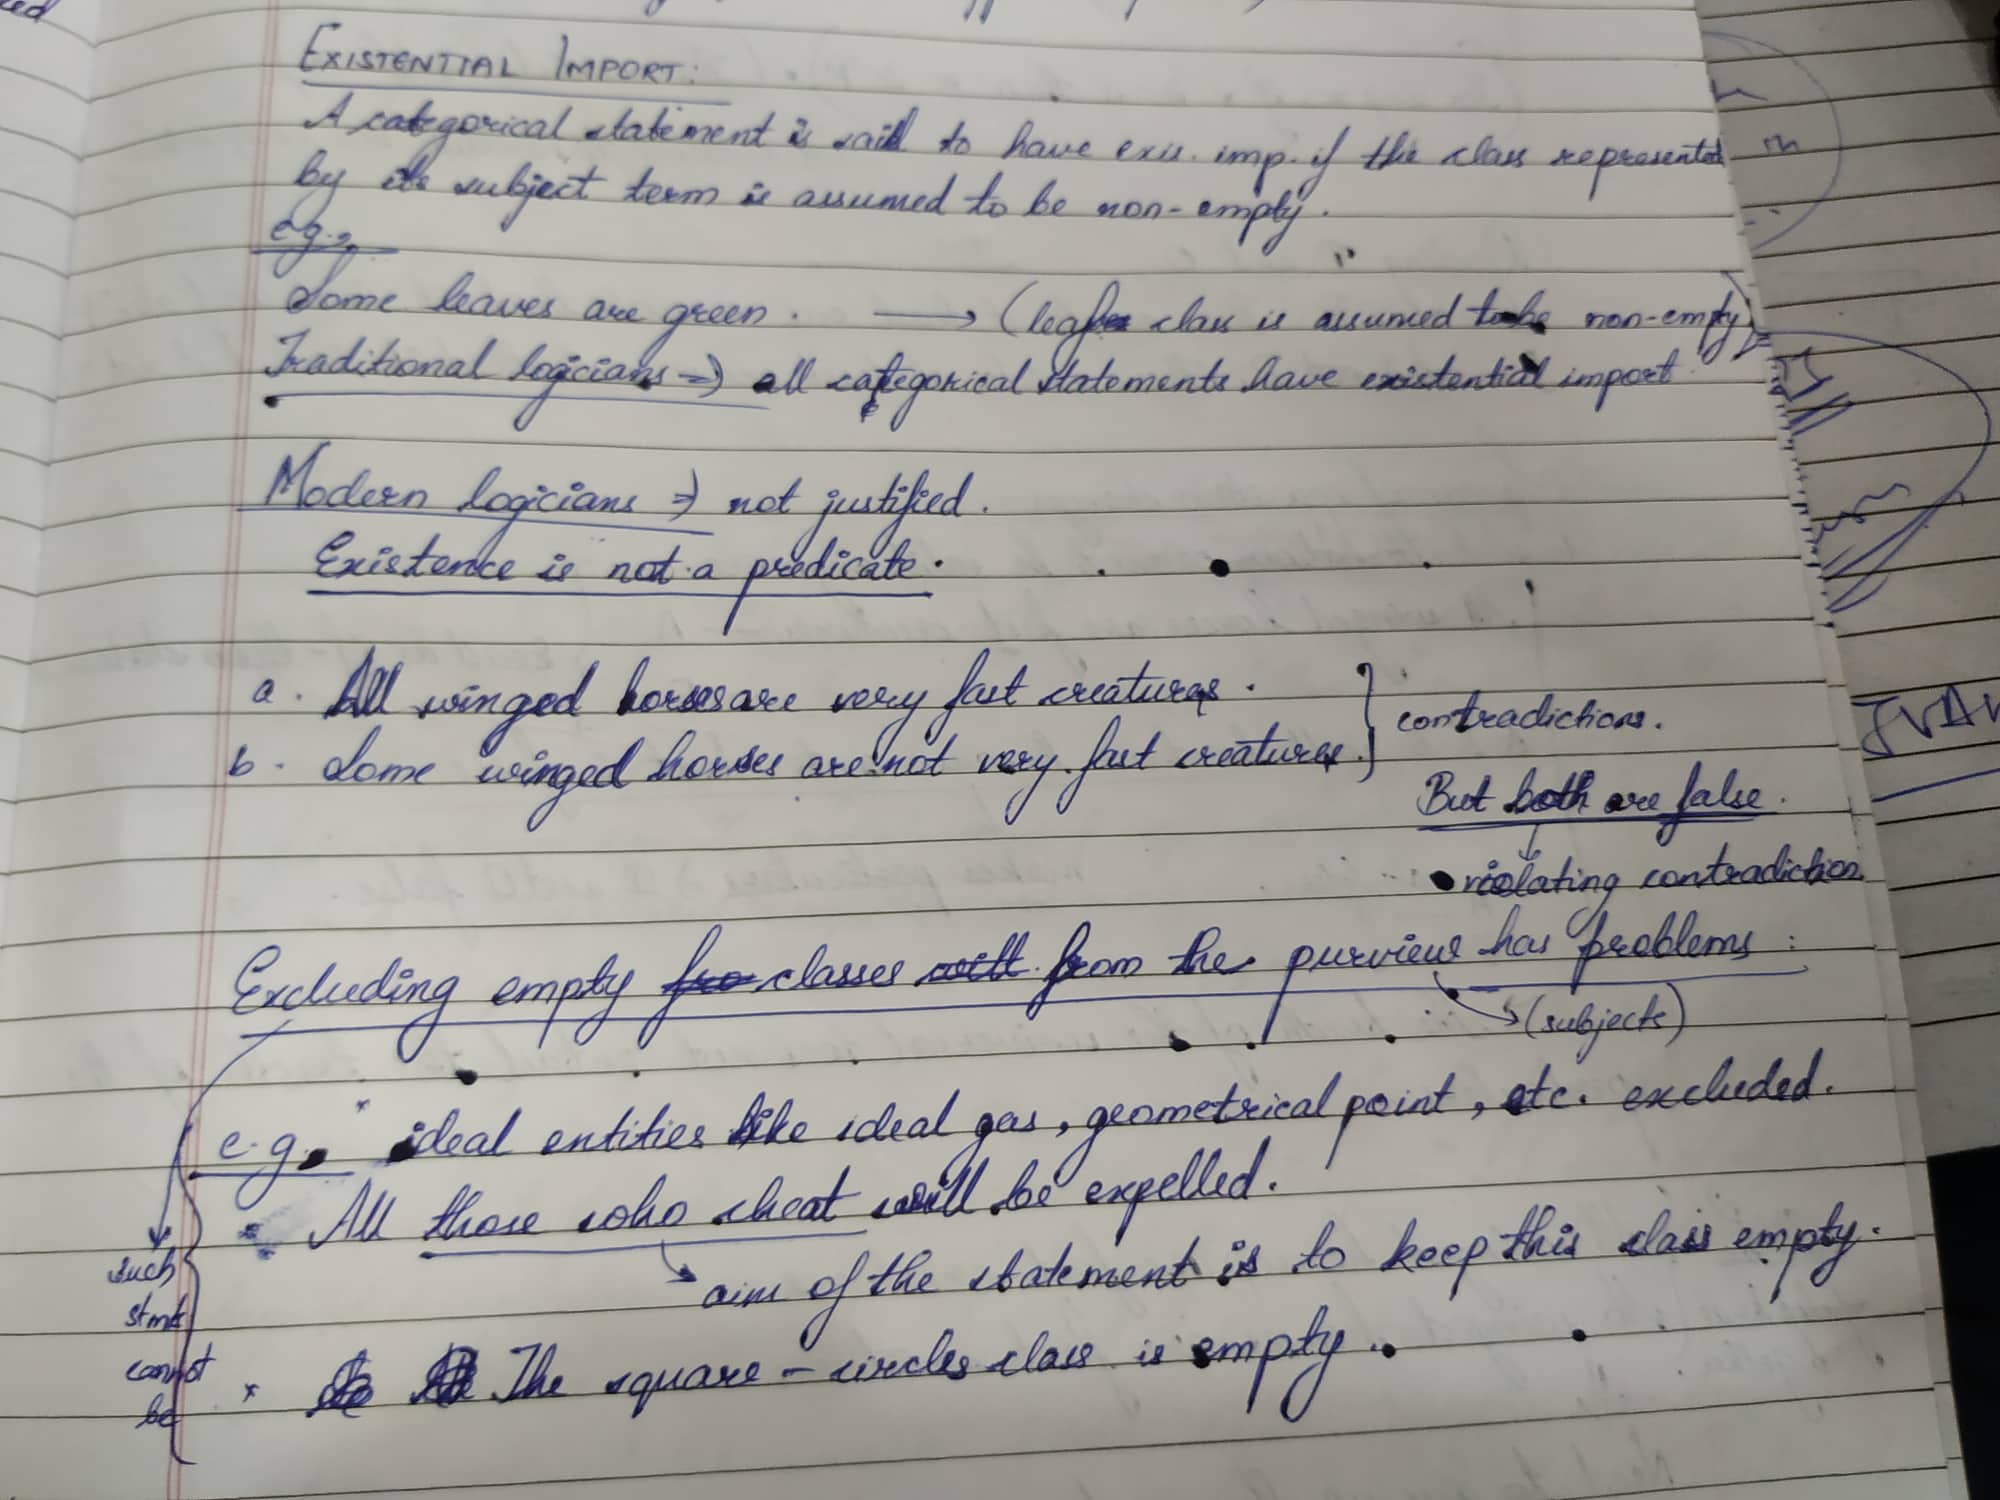 EXISTENTIAL IMPORT:
A categorical statement is said to have exis. imp. if the class represented
by its subject term is assumed to be non-empty.
e.g.,
Some leaves are green. → (leaf class is assumed to be non-empty)
Traditional logicians ⇒ all categorical statements have existential import
Modern logicians ⇒ not justified.
Existence is not a predicate.
a. All winged horses are very fast creatures. } contradictions.
b. Some winged horses are not very fast creatures.
But both are false.
↓
violating contradiction
Excluding empty classes from the purview has problems:
→ (subjects)
e.g. * ideal entities like ideal gas, geometrical point, etc. excluded.
* All those who cheat will be expelled.
→ aim of the statement is to keep this class empty.
* The square-circles class is empty.
such
stmts
cannot
be
JVAV